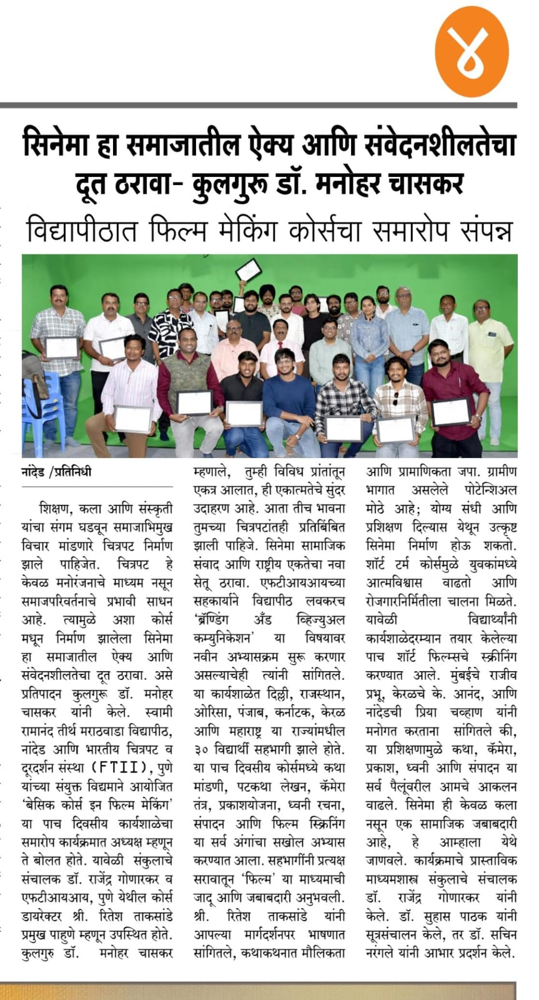 ४
सिनेमा हा समाजातील ऐक्य आणि संवेदनशीलतेचा
दूत ठरावा- कुलगुरू डॉ. मनोहर चासकर
विद्यापीठात फिल्म मेकिंग कोर्सचा समारोप संपन्न
नांदेड /प्रतिनिधी
शिक्षण, कला आणि संस्कृती
यांचा संगम घडवून समाजाभिमुख
विचार मांडणारे चित्रपट निर्माण
झाले पाहिजेत. चित्रपट हे
केवळ मनोरंजनाचे माध्यम नसून
समाजपरिवर्तनाचे प्रभावी साधन
आहे. त्यामुळे अशा कोर्स
मधून निर्माण झालेला सिनेमा
हा समाजातील ऐक्य आणि
संवेदनशीलतेचा दूत ठरावा. असे
प्रतिपादन कुलगुरू डॉ. मनोहर
चासकर यांनी केले. स्वामी
रामानंद तीर्थ मराठवाडा विद्यापीठ,
नांदेड आणि भारतीय चित्रपट व
दूरदर्शन संस्था (FTII), पुणे
यांच्या संयुक्त विद्यमाने आयोजित
'बेसिक कोर्स इन फिल्म मेकिंग'
या पाच दिवसीय कार्यशाळेचा
समारोप कार्यक्रमात अध्यक्ष म्हणून
ते बोलत होते. यावेळी संकुलाचे
संचालक डॉ. राजेंद्र गोणारकर व
एफटीआयआय, पुणे येथील कोर्स
डायरेक्टर श्री. रितेश ताकसांडे
प्रमुख पाहुणे म्हणून उपस्थित होते.
कुलगुरु डॉ. मनोहर चासकर
म्हणाले, तुम्ही विविध प्रांतांतून
एकत्र आलात, ही एकात्मतेचे सुंदर
उदाहरण आहे. आता तीच भावना
तुमच्या चित्रपटांतही प्रतिबिंबित
झाली पाहिजे. सिनेमा सामाजिक
संवाद आणि राष्ट्रीय एकतेचा नवा
सेतू ठरावा. एफटीआयआयच्या
सहकार्याने विद्यापीठ लवकरच
'ब्रॅण्डिंग अँड व्हिज्युअल
कम्युनिकेशन' या विषयावर
नवीन अभ्यासक्रम सुरू करणार
असल्याचेही त्यांनी सांगितले.
या कार्यशाळेत दिल्ली, राजस्थान,
ओरिसा, पंजाब, कर्नाटक, केरळ
आणि महाराष्ट्र या राज्यांमधील
३० विद्यार्थी सहभागी झाले होते.
या पाच दिवसीय कोर्समध्ये कथा
मांडणी, पटकथा लेखन, कॅमेरा
तंत्र, प्रकाशयोजना, ध्वनी रचना,
संपादन आणि फिल्म स्क्रिनिंग
या सर्व अंगांचा सखोल अभ्यास
करण्यात आला. सहभागींनी प्रत्यक्ष
सरावातून 'फिल्म' या माध्यमाची
जादू आणि जबाबदारी अनुभवली.
श्री. रितेश ताकसांडे यांनी
आपल्या मार्गदर्शनपर भाषणात
सांगितले, कथाकथनात मौलिकता
आणि प्रामाणिकता जपा. ग्रामीण
भागात असलेले पोटेन्शिअल
मोठे आहे; योग्य संधी आणि
प्रशिक्षण दिल्यास येथून उत्कृष्ट
सिनेमा निर्माण होऊ शकतो.
शॉर्ट टर्म कोर्समुळे युवकांमध्ये
आत्मविश्वास वाढतो आणि
रोजगारनिर्मितीला चालना मिळते.
यावेळी विद्यार्थ्यांनी
कार्यशाळेदरम्यान तयार केलेल्या
पाच शॉर्ट फिल्म्सचे स्क्रीनिंग
करण्यात आले. मुंबईचे राजीव
प्रभू, केरळचे के. आनंद, आणि
नांदेडची प्रिया चव्हाण यांनी
मनोगत करताना सांगितले की,
या प्रशिक्षणामुळे कथा, कॅमेरा,
प्रकाश, ध्वनी आणि संपादन या
सर्व पैलूंवरील आमचे आकलन
वाढले. सिनेमा ही केवळ कला
नसून एक सामाजिक जबाबदारी
आहे, हे आम्हाला येथे
जाणवले. कार्यक्रमाचे प्रास्ताविक
माध्यमशास्त्र संकुलाचे संचालक
डॉ. राजेंद्र गोणारकर यांनी
केले. डॉ. सुहास पाठक यांनी
सूत्रसंचालन केले, तर डॉ. सचिन
नरंगले यांनी आभार प्रदर्शन केले.